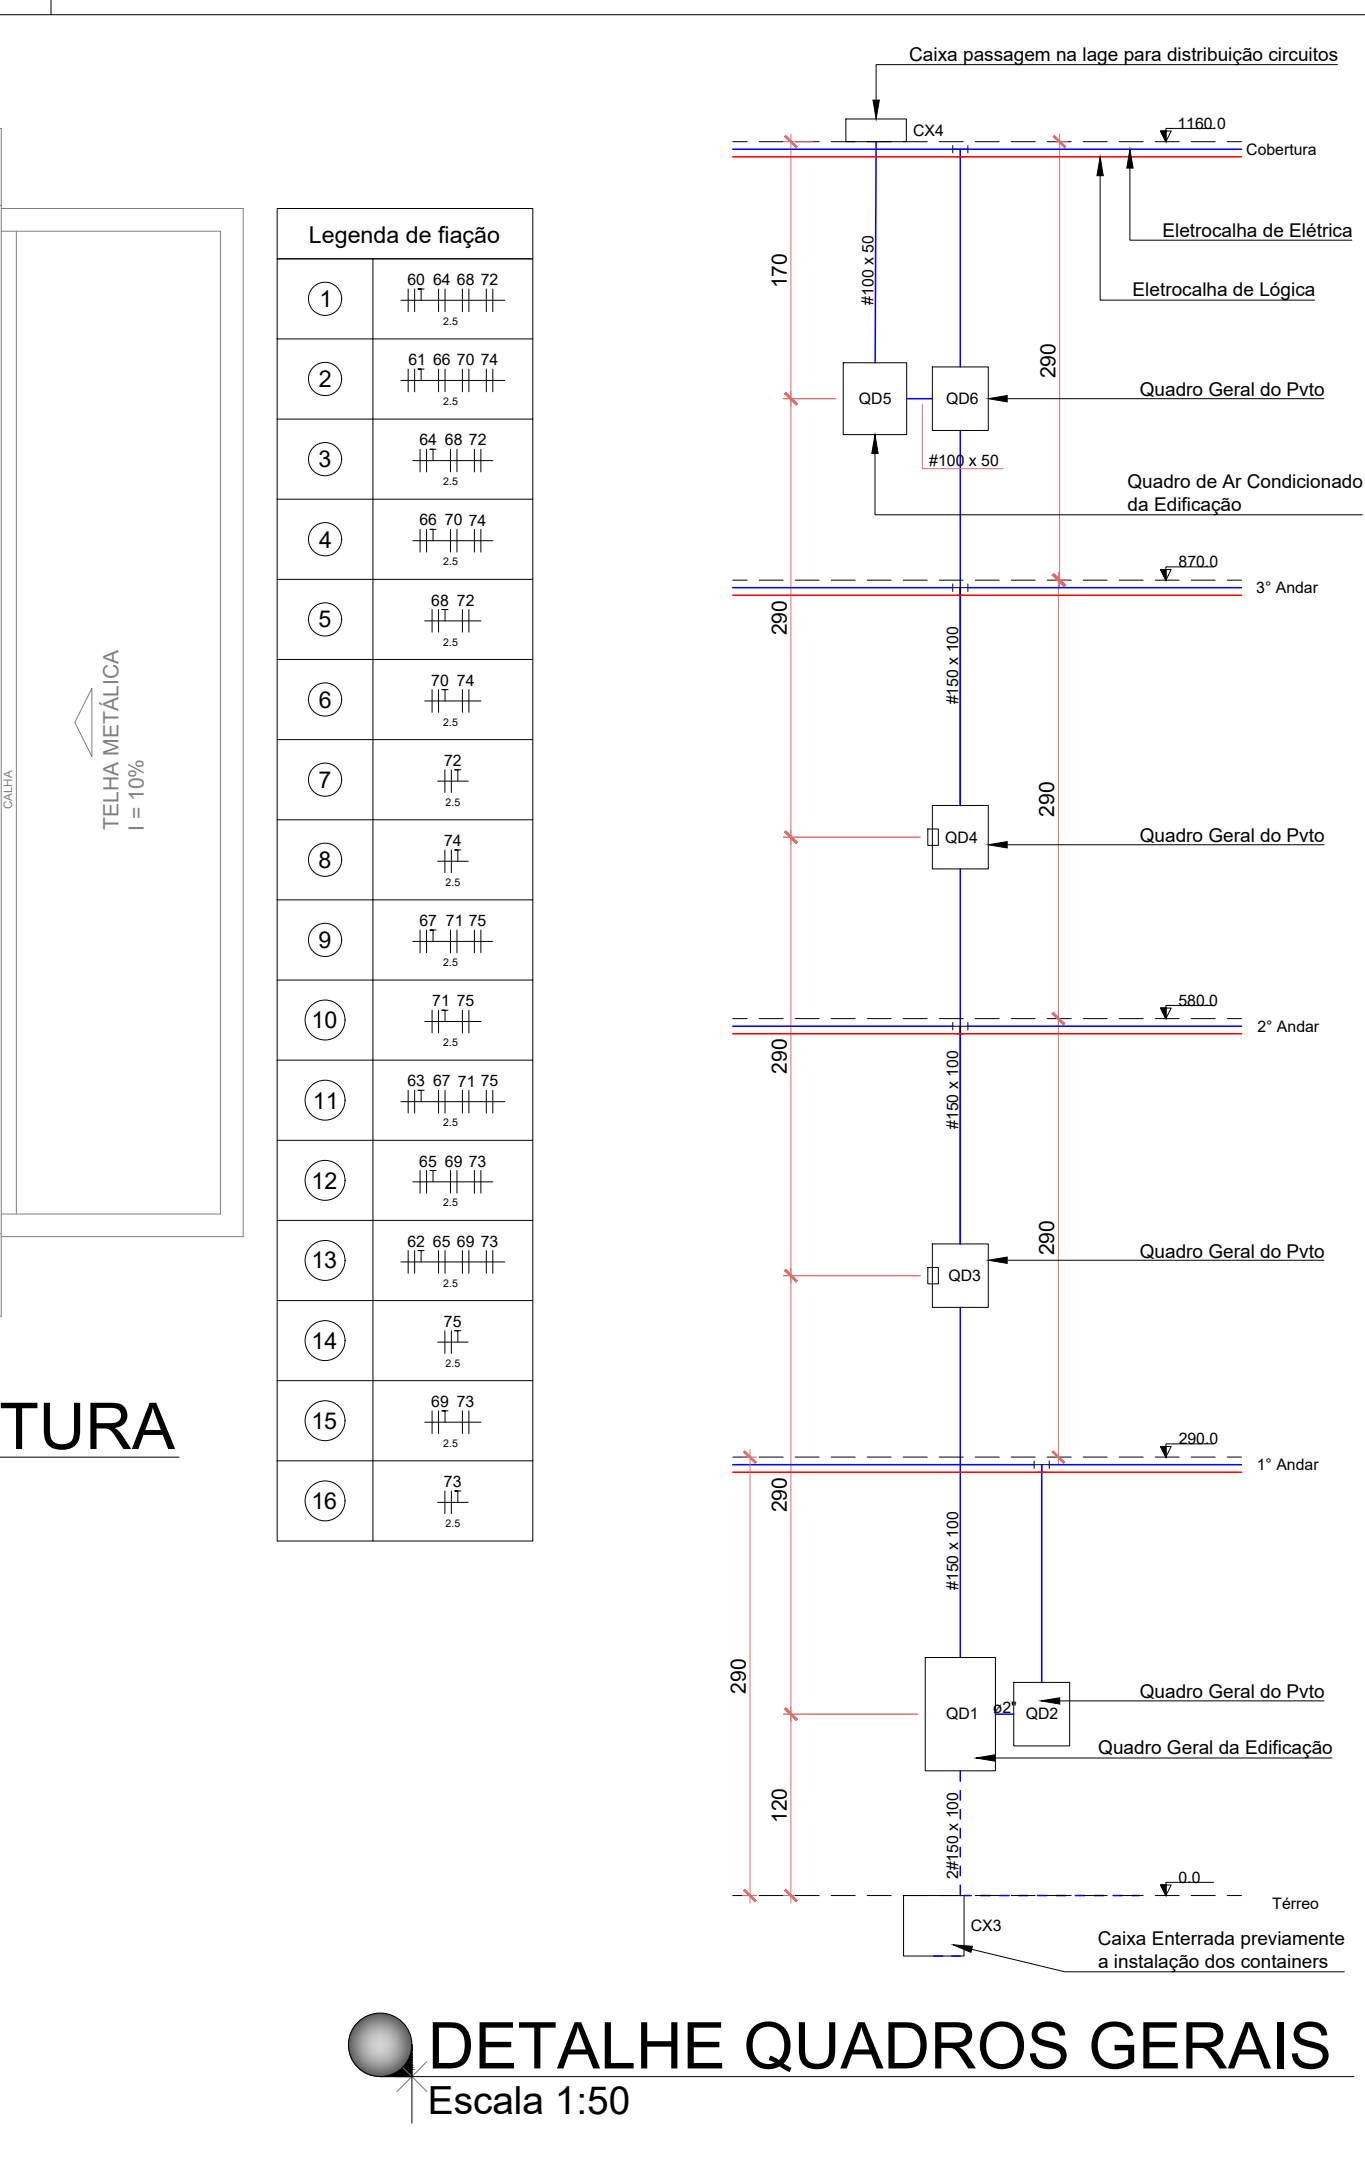 CALHA
TELHA METÁLICA
I = 10%
TURA
Legenda de fiação
1
60 64 68 72
2.5
2
61 66 70 74
2.5
3
64 68 72
2.5
4
66 70 74
2.5
5
68 72
2.5
6
70 74
2.5
7
72
2.5
8
74
2.5
9
67 71 75
2.5
10
71 75
2.5
11
63 67 71 75
2.5
12
65 69 73
2.5
13
62 65 69 73
2.5
14
75
2.5
15
69 73
2.5
16
73
2.5
Caixa passagem na lage para distribuição circuitos
CX4
1160.0
Cobertura
Eletrocalha de Elétrica
Eletrocalha de Lógica
170
#100 x 50
290
QD5
QD6
Quadro Geral do Pvto
#100 x 50
Quadro de Ar Condicionado
da Edificação
870.0
3° Andar
290
#150 x 100
290
QD4
Quadro Geral do Pvto
580.0
2° Andar
290
#150 x 100
290
QD3
Quadro Geral do Pvto
290.0
1° Andar
290
#150 x 100
290
QD1
ø2"
QD2
Quadro Geral do Pvto
Quadro Geral da Edificação
120
2#150 x 100
0.0
Térreo
CX3
Caixa Enterrada previamente
a instalação dos containers
DETALHE QUADROS GERAIS
Escala 1:50